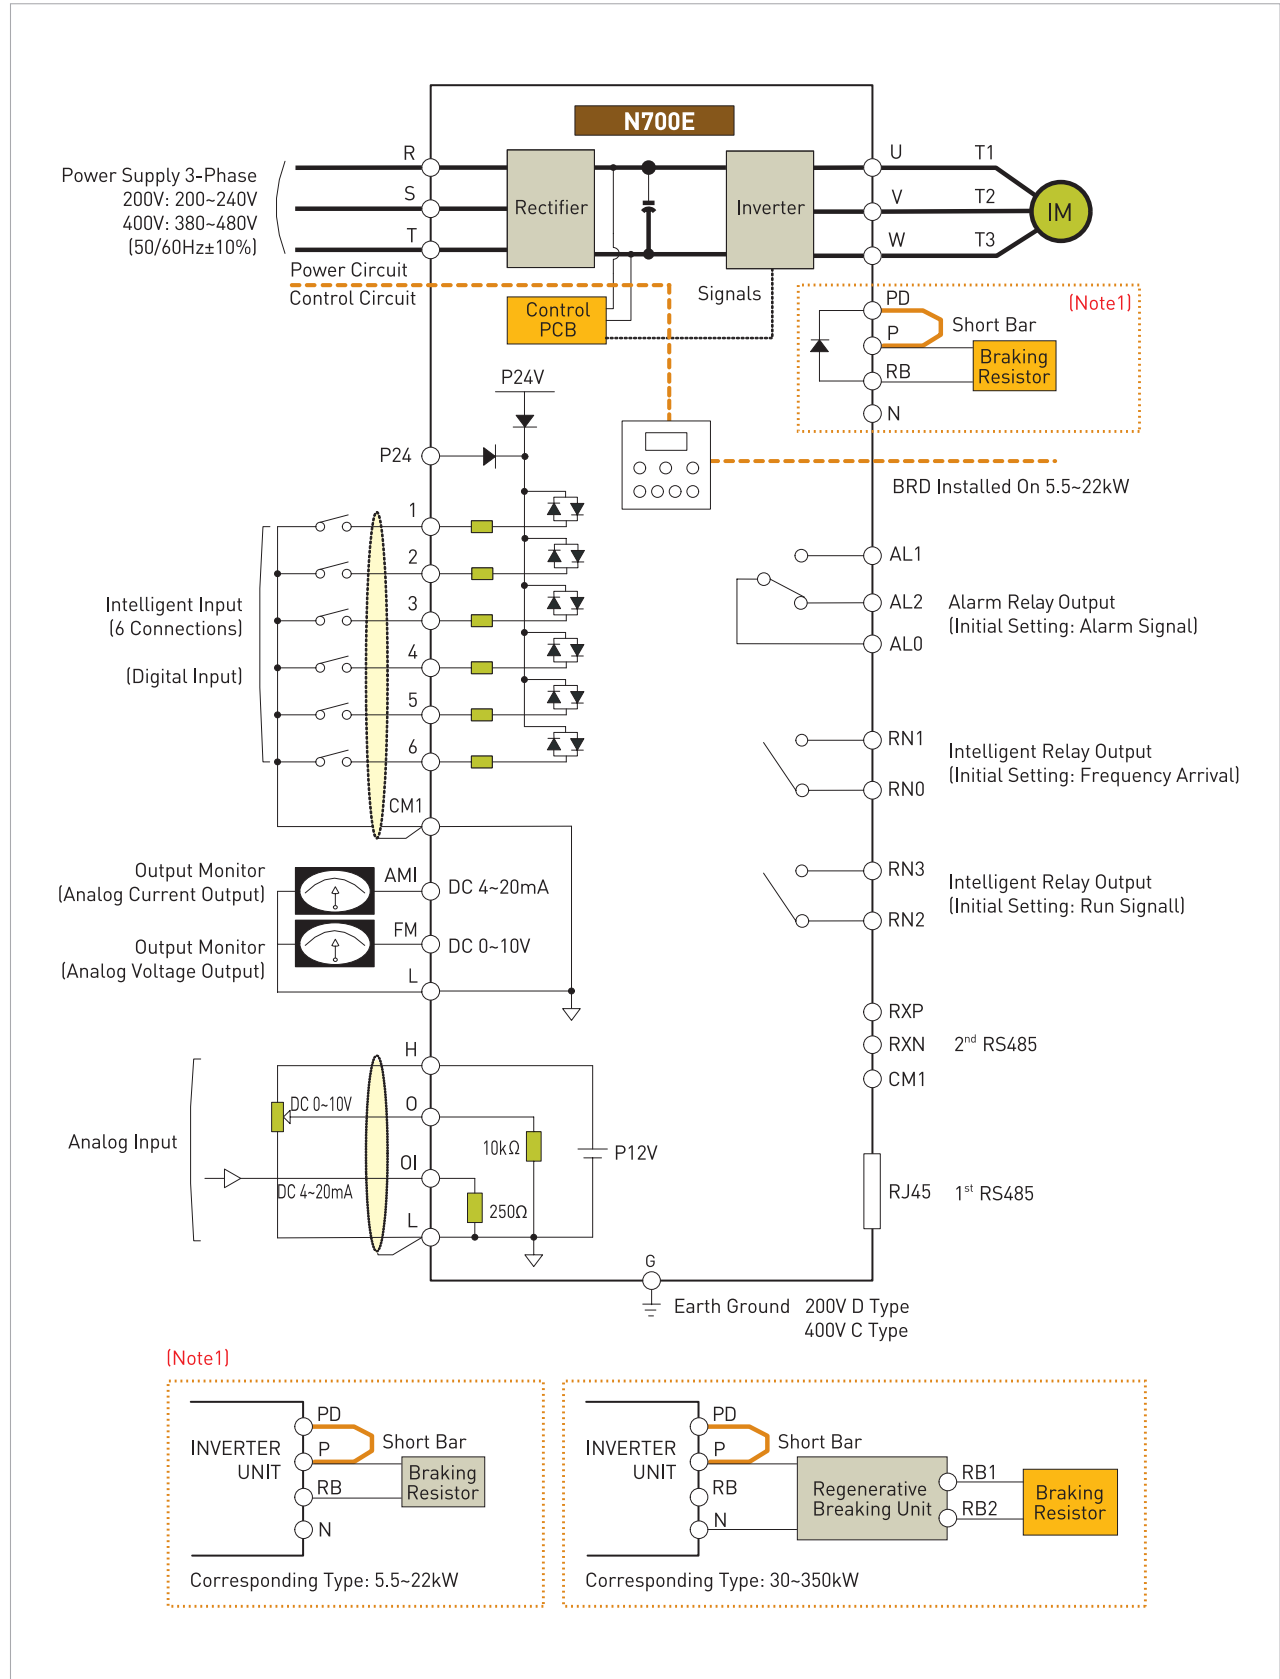 N700E
Power Supply 3-Phase
200V: 200~240V
400V: 380~480V
(50/60Hz±10%)
R
S
T
Rectifier
Inverter
U
V
W
T1
T2
T3
IM
Power Circuit
Control Circuit
Control
PCB
Signals
PD
(Note1)
P
Short Bar
Braking
Resistor
RB
N
BRD Installed On 5.5~22kW
P24V
P24
1
2
3
4
5
6
CM1
Intelligent Input
(6 Connections)
(Digital Input)
AL1
AL2
AL0
Alarm Relay Output
(Initial Setting: Alarm Signal)
RN1
RN0
Intelligent Relay Output
(Initial Setting: Frequency Arrival)
RN3
RN2
Intelligent Relay Output
(Initial Setting: Run Signall)
Output Monitor
(Analog Current Output)
AMI
DC 4~20mA
Output Monitor
(Analog Voltage Output)
FM
DC 0~10V
L
RXP
RXN
CM1
2nd RS485
RJ45
1st RS485
Analog Input
H
DC 0~10V
O
10kΩ
P12V
OI
DC 4~20mA
250Ω
L
G
Earth Ground
200V D Type
400V C Type
(Note1)
INVERTER
UNIT
PD
P
RB
N
Short Bar
Braking
Resistor
Corresponding Type: 5.5~22kW
INVERTER
UNIT
PD
P
RB
N
Short Bar
Regenerative
Breaking Unit
RB1
RB2
Braking
Resistor
Corresponding Type: 30~350kW